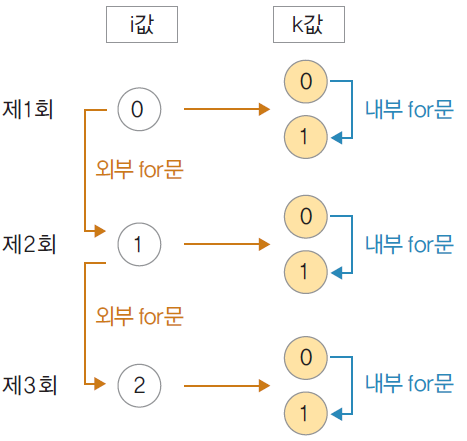 i값 k값
0
제1회 0 내부 for문
1
외부 for문
0
제2회 1 내부 for문
1
외부 for문
0
제3회 2 내부 for문
1